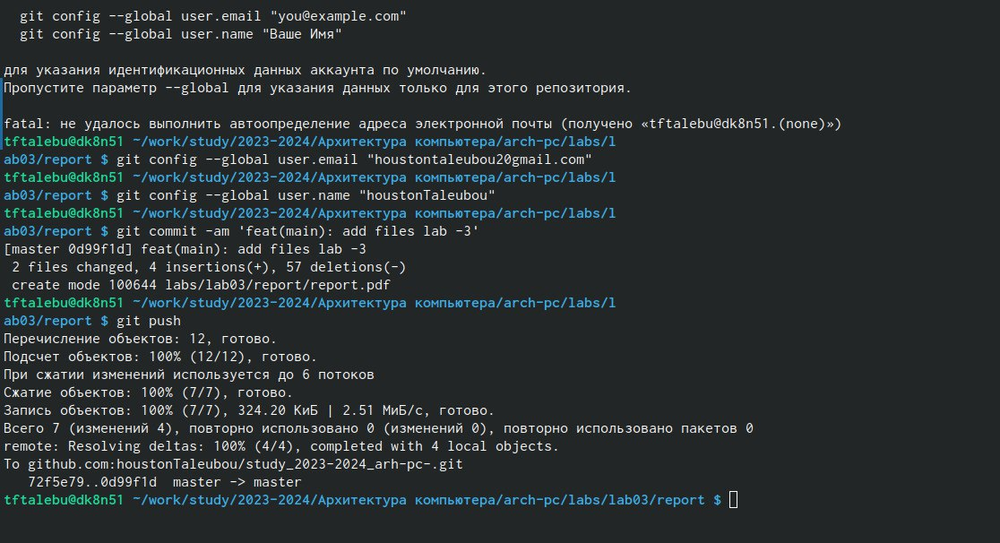 git config --global user.email "you@example.com"
git config --global user.name "Ваше Имя"
для указания идентификационных данных аккаунта по умолчанию.
Пропустите параметр --global для указания данных только для этого репозитория.
fatal: не удалось выполнить автоопределение адреса электронной почты (получено «tftalebu@dk8n51.(none)»)
tftalebu@dk8n51 ~/work/study/2023-2024/Архитектура компьютера/arch-pc/labs/l
ab03/report $ git config --global user.email "houstontaleubou20gmail.com"
tftalebu@dk8n51 ~/work/study/2023-2024/Архитектура компьютера/arch-pc/labs/l
ab03/report $ git config --global user.name "houstonTaleubou"
tftalebu@dk8n51 ~/work/study/2023-2024/Архитектура компьютера/arch-pc/labs/l
ab03/report $ git commit -am 'feat(main): add files lab -3'
[master 0d99f1d] feat(main): add files lab -3
2 files changed, 4 insertions(+), 57 deletions(-)
create mode 100644 labs/lab03/report/report.pdf
tftalebu@dk8n51 ~/work/study/2023-2024/Архитектура компьютера/arch-pc/labs/l
ab03/report $ git push
Перечисление объектов: 12, готово.
Подсчет объектов: 100% (12/12), готово.
При сжатии изменений используется до 6 потоков
Сжатие объектов: 100% (7/7), готово.
Запись объектов: 100% (7/7), 324.20 КиБ | 2.51 МиБ/с, готово.
Всего 7 (изменений 4), повторно использовано 0 (изменений 0), повторно использовано пакетов 0
remote: Resolving deltas: 100% (4/4), completed with 4 local objects.
To github.com:houstonTaleubou/study_2023-2024_arh-pc-.git
72f5e79..0d99f1d  master -> master
tftalebu@dk8n51 ~/work/study/2023-2024/Архитектура компьютера/arch-pc/labs/lab03/report $